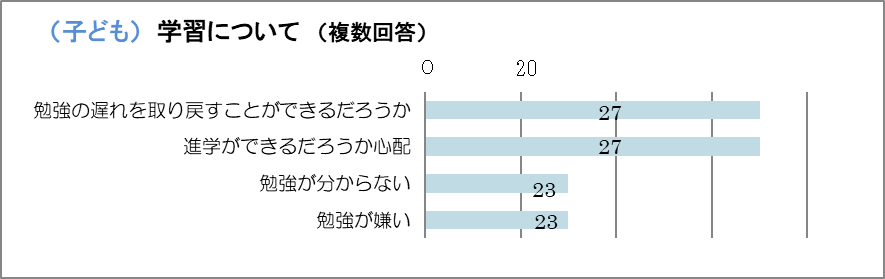 （子ども） 学習について （複数回答）
0 20
勉強の遅れを取り戻すことができるだろうか 27
進学ができるだろうか心配 27
勉強が分からない 23
勉強が嫌い 23